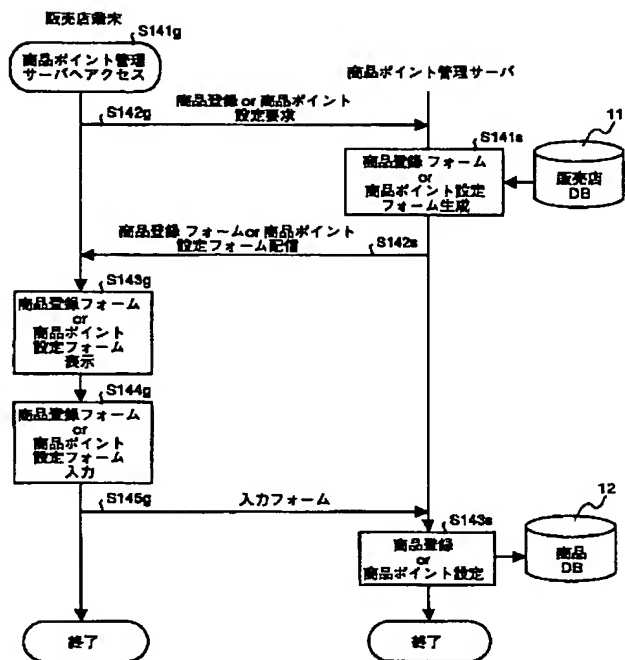 販売店端末
S141g
商品ポイント管理
サーバへアクセス
商品ポイント管理サーバ
商品登録 or 商品ポイント
設定要求
S142g
S141s
11
商品登録 フォーム
or
商品ポイント設定
フォーム生成
販売店
DB
商品登録 フォームor 商品ポイント
設定フォーム配信
S142s
S143g
商品登録フォーム
or
商品ポイント
設定フォーム
表示
S144g
商品登録フォーム
or
商品ポイント
設定フォーム
入力
S145g
入力フォーム
S143s
12
商品登録
or
商品ポイント設定
商品
DB
終了
終了